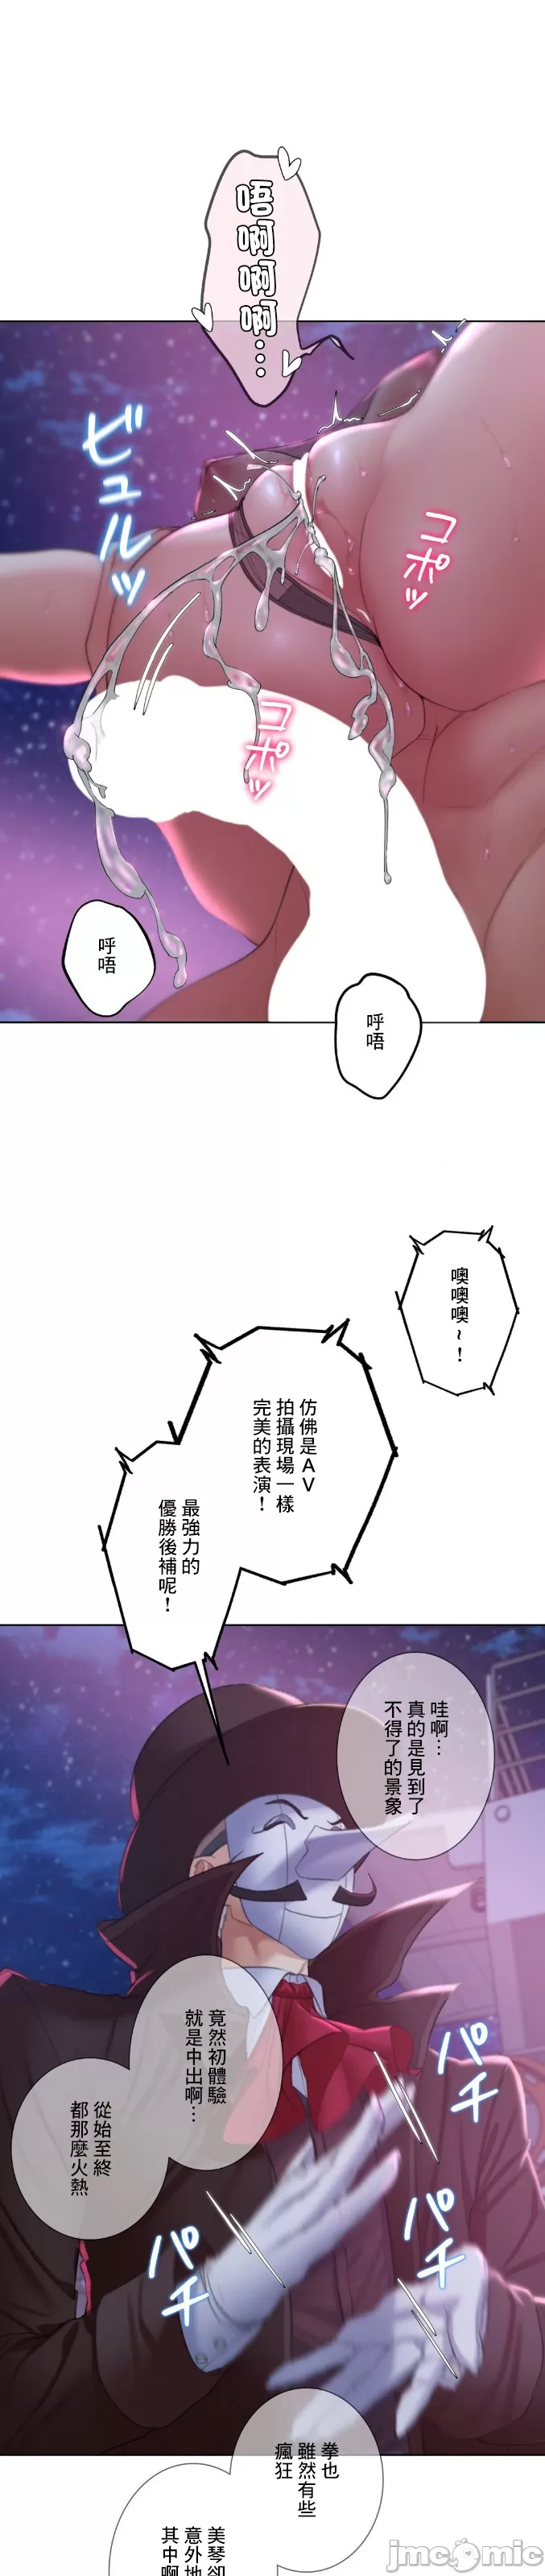 唔啊啊啊…
ビュルッ
コポッ
コポッ
呼唔
呼唔
噢噢噢~！
仿佛是AV
拍攝現場一樣
完美的表演！
最強力的
優勝後補呢！
哇啊…
真的是見到了
不得了的景象
竟然初體驗
就是中出啊…
從始至終
都那麼火熱
パチ
パチ
パチ
拳也
雖然有些
瘋狂
美琴卻
意外地
其中啊
jmcomic